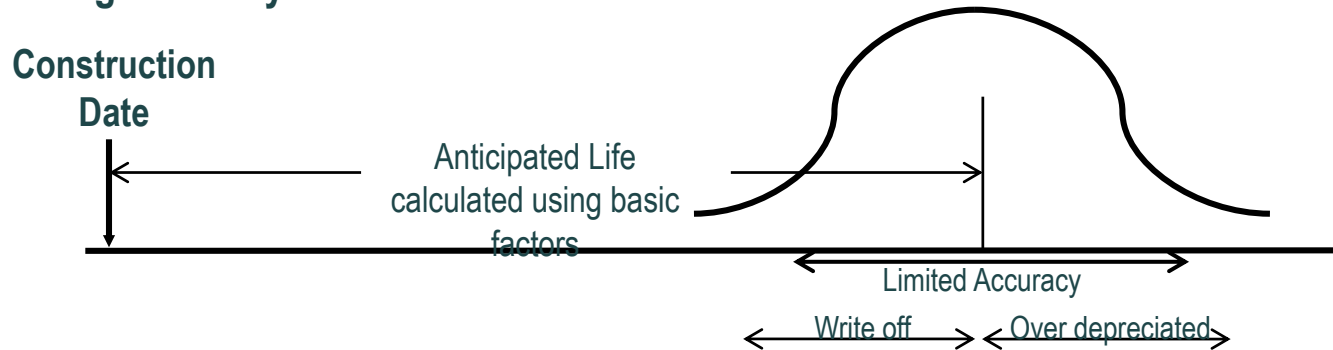 Construction
Date
Anticipated Life
calculated using basic
factors
Limited Accuracy
Write off
Over depreciated